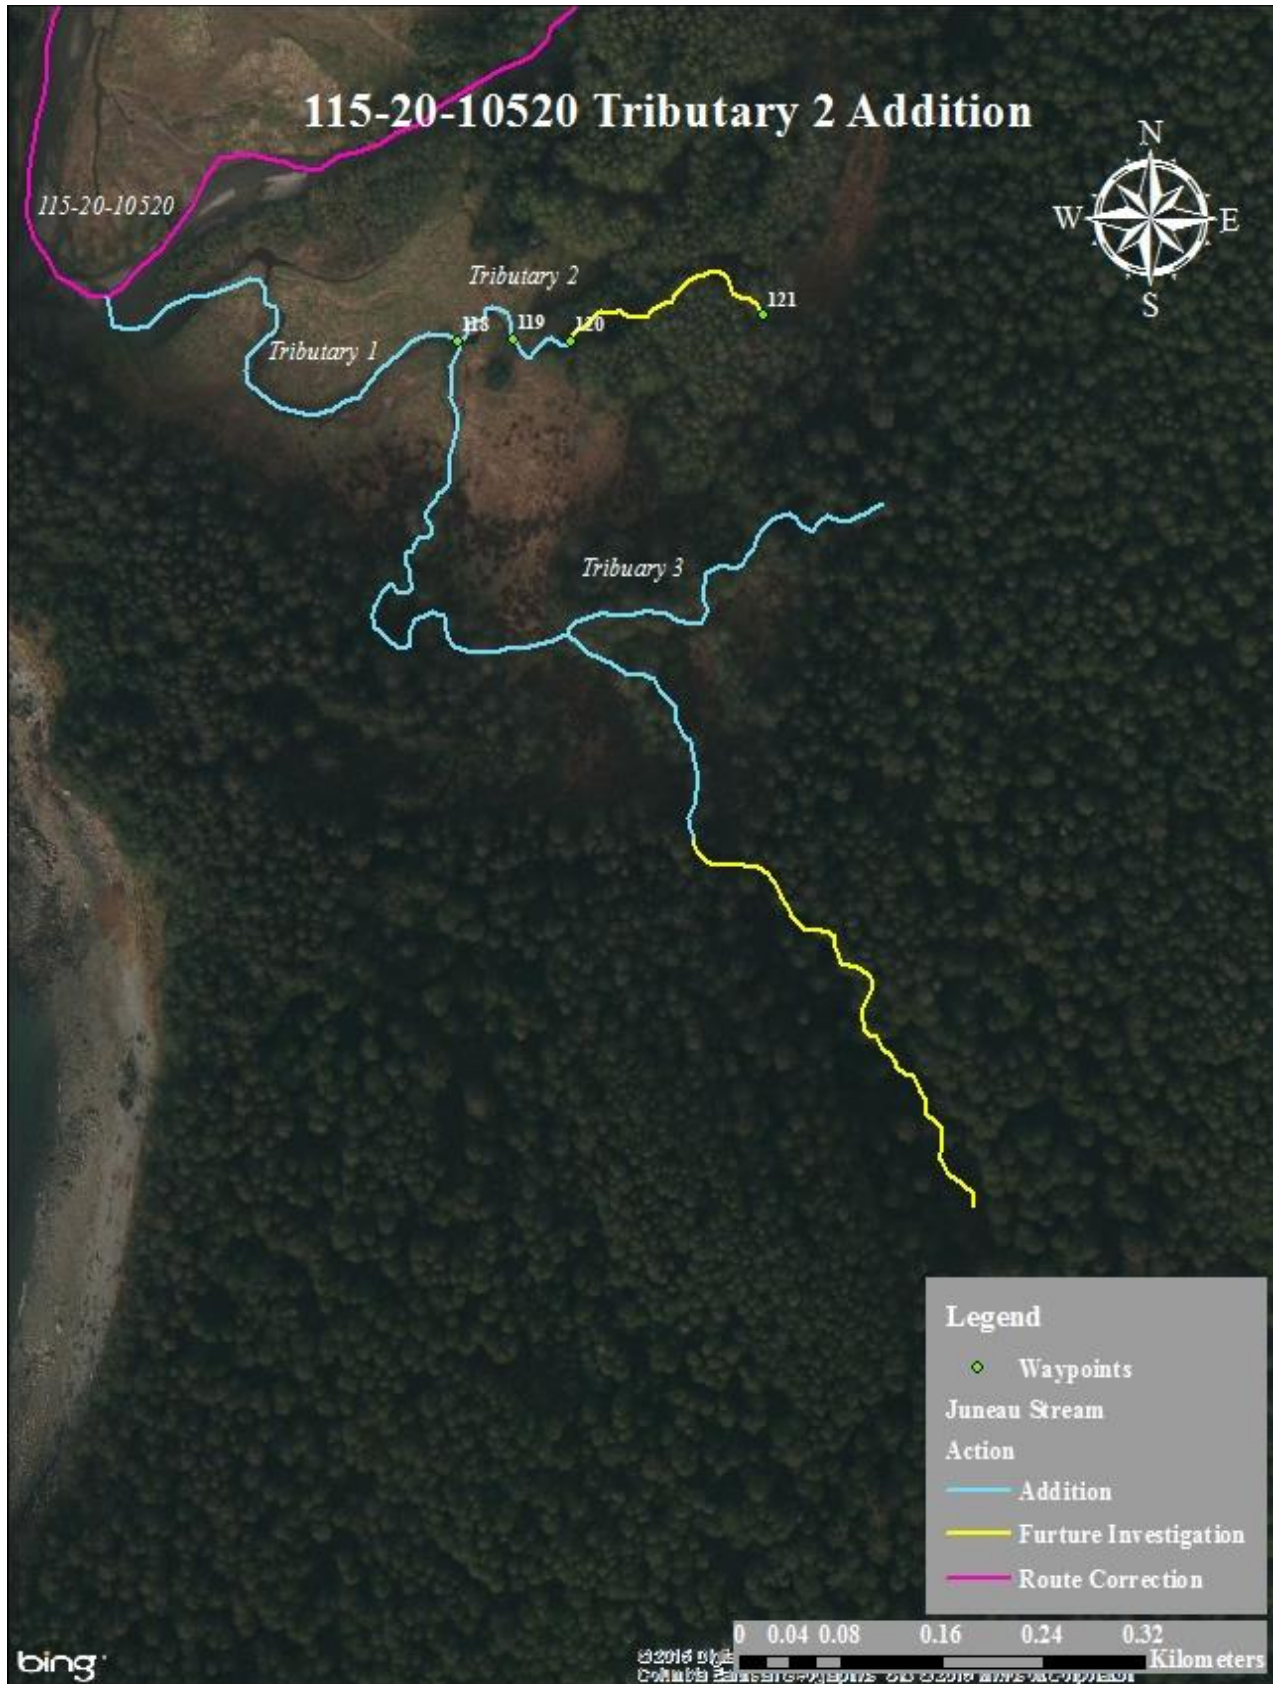 115-20-10520 Tributary 2 Addition
N
W E
S
115-20-10520
Tributary 2
121
118
119
120
Tributary 1
Tribuary 3
Legend
Waypoints
Juneau Stream
Action
Addition
Furture Investigation
Route Correction
0 0.04 0.08 0.16 0.24 0.32
Kilometers
bing